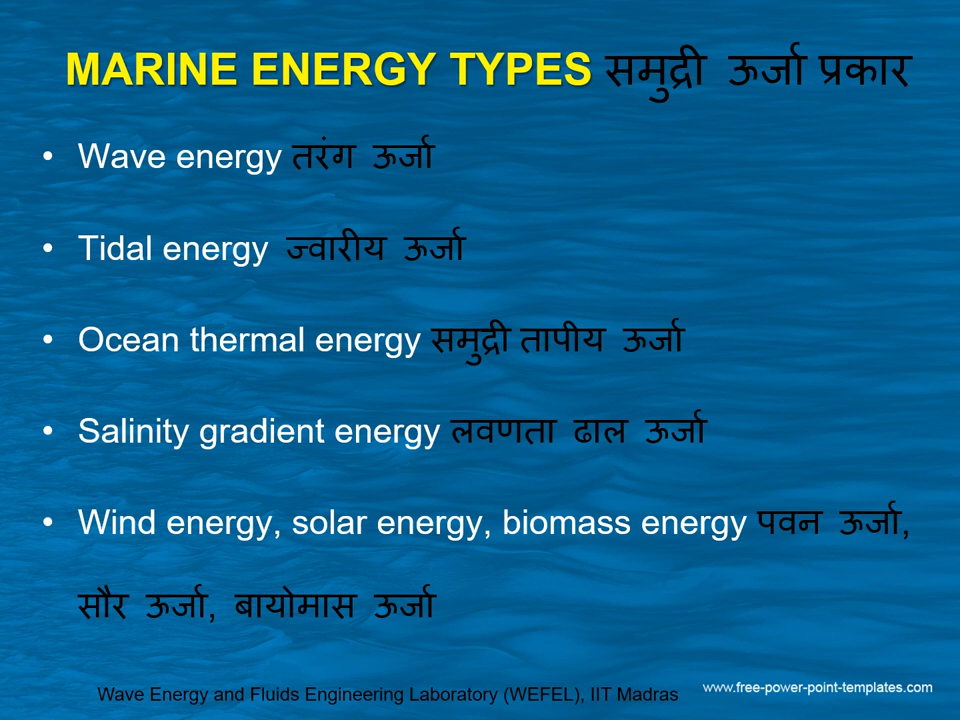 MARINE ENERGY TYPES समुद्री ऊर्जा प्रकार
• Wave energy तरंग ऊर्जा
• Tidal energy ज्वारीय ऊर्जा
• Ocean thermal energy समुद्री तापीय ऊर्जा
• Salinity gradient energy लवणता ढाल ऊर्जा
• Wind energy, solar energy, biomass energy पवन ऊर्जा,
सौर ऊर्जा, बायोमास ऊर्जा
Wave Energy and Fluids Engineering Laboratory (WEFEL), IIT Madras
www.free-power-point-templates.com